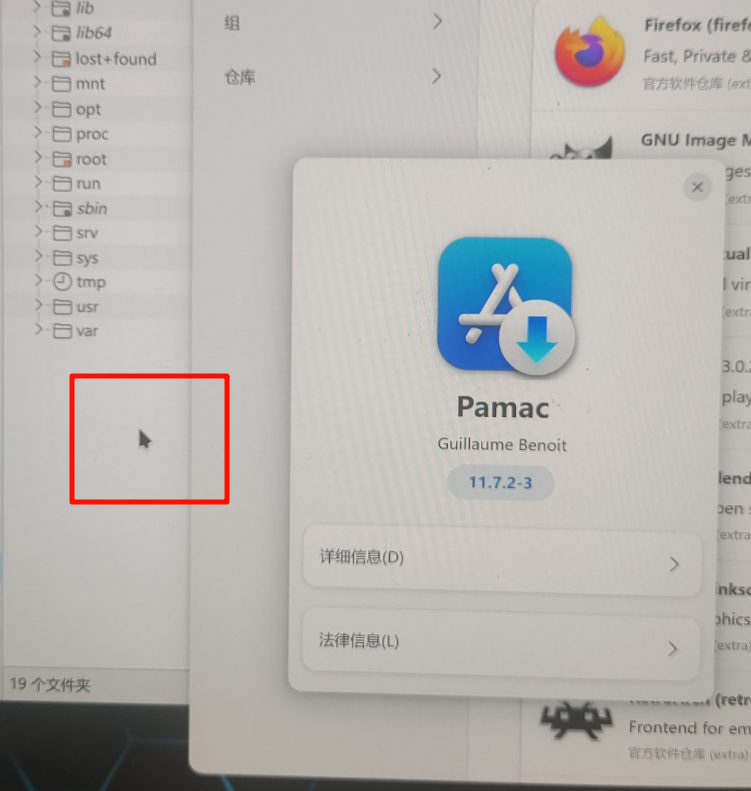 lib
lib64
lost+found
mnt
opt
proc
root
run
sbin
srv
sys
tmp
usr
var
19 个文件夹
组
仓库
Firefox (firef
Fast, Private &
官方软件仓库 (ext
GNU Image M
Pamac
Guillaume Benoit
11.7.2-3
详细信息(D)
法律信息(L)
ges
(ext
tual
l vir
(extr
3.0.2
play
(extra
lend
pen s
(extra
nksc
phics
(extra)
(retr
Frontend for em
官方软件仓库 (extra)